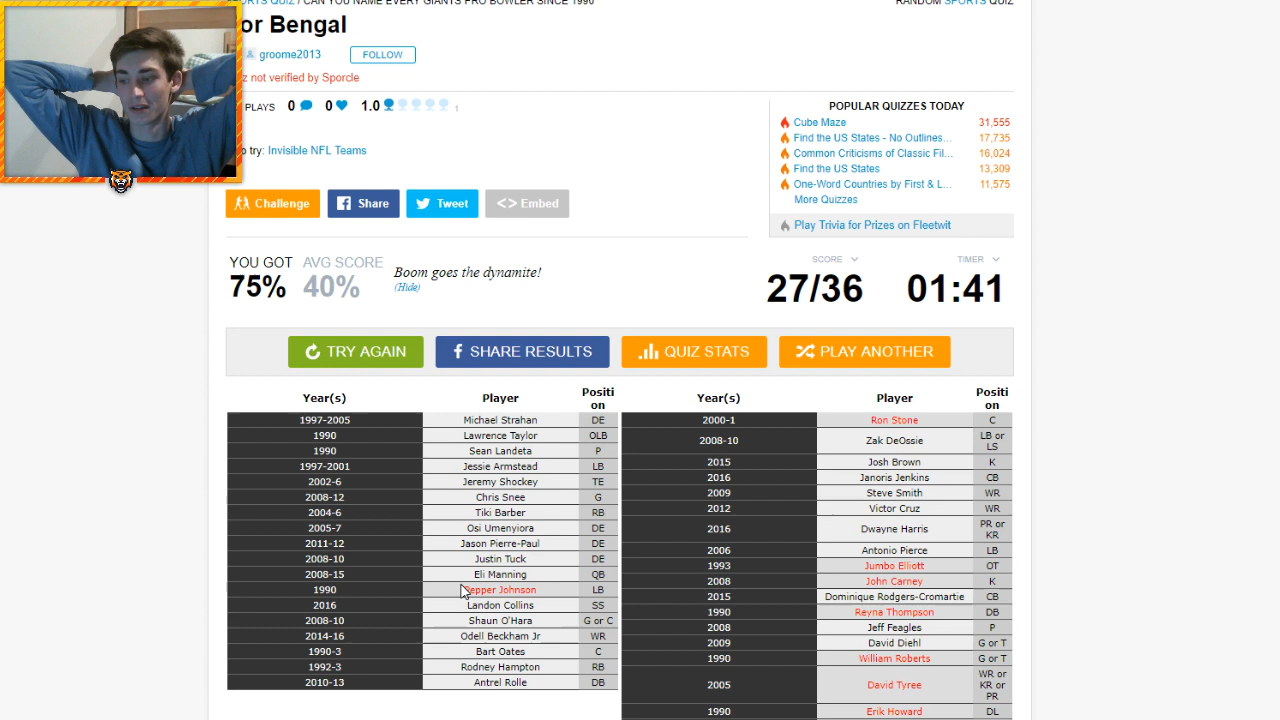 SPORTS QUIZ / CAN YOU NAME EVERY GIANTS PRO BOWLER SINCE 1990
RANDOM SPORTS QUIZ
or Bengal
groome2013 FOLLOW
z not verified by Sporcle
PLAYS 0 0 1.0 1
POPULAR QUIZZES TODAY
Cube Maze 31,555
Find the US States - No Outlines... 17,735
Common Criticisms of Classic Fil... 16,024
Find the US States 13,309
One-Word Countries by First & L... 11,575
More Quizzes
Play Trivia for Prizes on Fleetwit
o try: Invisible NFL Teams
Challenge Share Tweet <> Embed
YOU GOT AVG SCORE
75% 40%
Boom goes the dynamite!
(Hide)
SCORE TIMER
27/36 01:41
TRY AGAIN SHARE RESULTS QUIZ STATS PLAY ANOTHER
Year(s) Player Positi
on
1997-2005 Michael Strahan DE
1990 Lawrence Taylor OLB
1990 Sean Landeta P
1997-2001 Jessie Armstead LB
2002-6 Jeremy Shockey TE
2008-12 Chris Snee G
2004-6 Tiki Barber RB
2005-7 Osi Umenyiora DE
2011-12 Jason Pierre-Paul DE
2008-10 Justin Tuck DE
2008-15 Eli Manning QB
1990 Pepper Johnson LB
2016 Landon Collins SS
2008-10 Shaun O'Hara G or C
2014-16 Odell Beckham Jr WR
1990-3 Bart Oates C
1992-3 Rodney Hampton RB
2010-13 Antrel Rolle DB
Year(s) Player Positi
on
2000-1 Ron Stone C
2008-10 Zak DeOssie LB or
LS
2015 Josh Brown K
2016 Janoris Jenkins CB
2009 Steve Smith WR
2012 Victor Cruz WR
2016 Dwayne Harris PR or
KR
2006 Antonio Pierce LB
1993 Jumbo Elliott OT
2008 John Carney K
2015 Dominique Rodgers-Cromartie CB
1990 Reyna Thompson DB
2008 Jeff Feagles P
2009 David Diehl G or T
1990 William Roberts G or T
2005 David Tyree WR or
KR or
PR
1990 Erik Howard DL